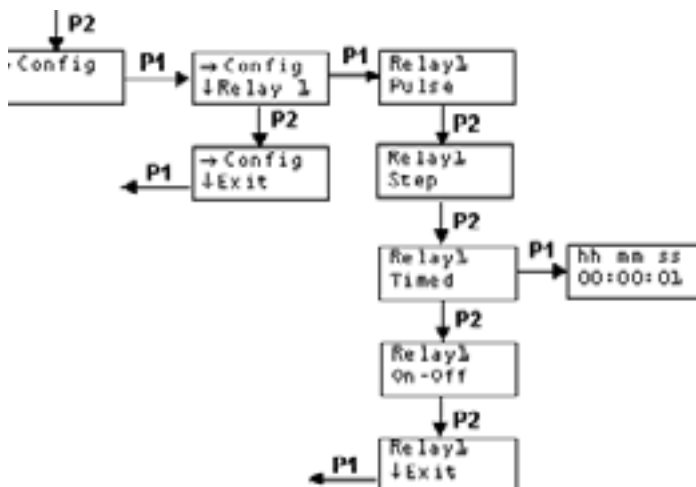 P2
→ Config
P1
→ Config
↓Relay 1
P1
Relay1
Pulse
P2
P2
→ Config
↓Exit
P1
Relay1
Step
P2
Relay1
Timed
P1
hh mm ss
00:00:01
P2
Relay1
On-Off
P2
Relay1
↓Exit
P1